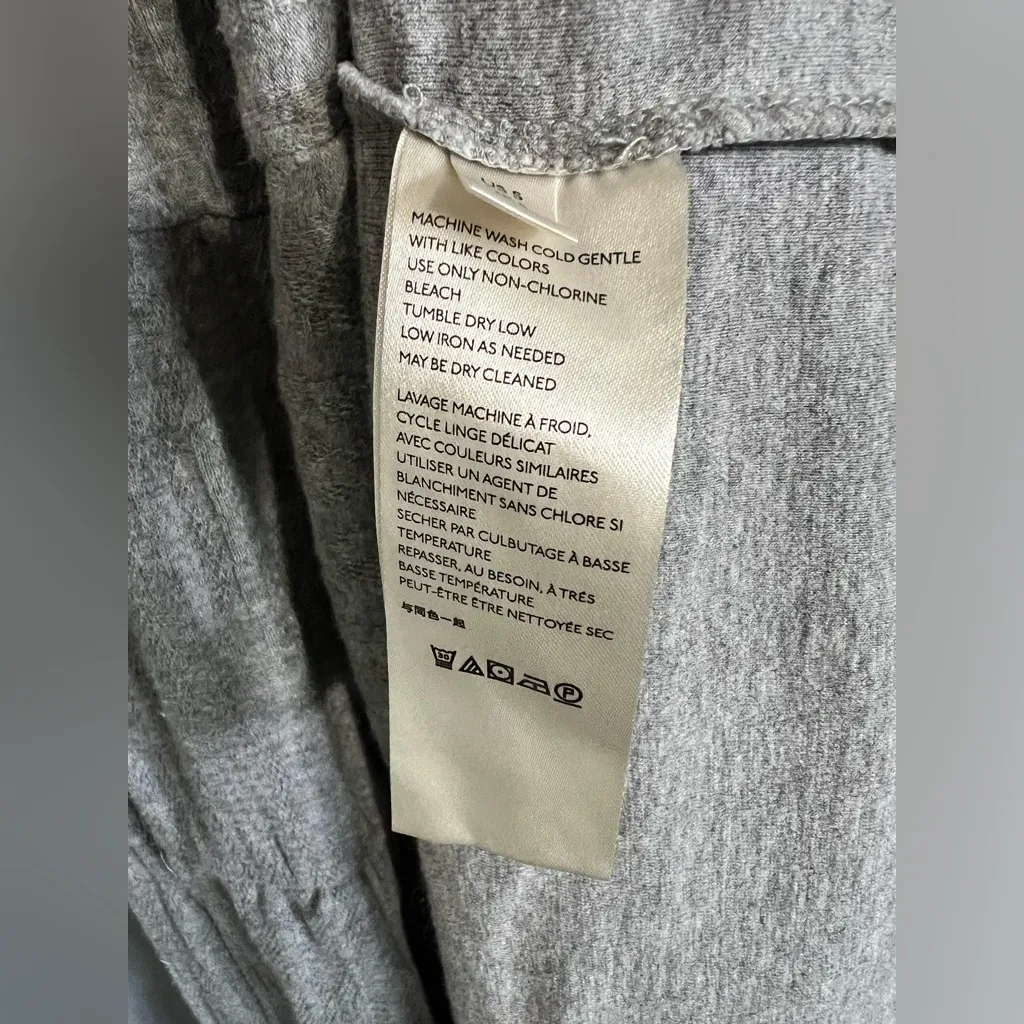 US S
MACHINE WASH COLD GENTLE
WITH LIKE COLORS
USE ONLY NON-CHLORINE
BLEACH
TUMBLE DRY LOW
LOW IRON AS NEEDED
MAY BE DRY CLEANED
LAVAGE MACHINE À FROID,
CYCLE LINGE DÉLICAT
AVEC COULEURS SIMILAIRES
UTILISER UN AGENT DE
BLANCHIMENT SANS CHLORE SI
NÉCESSAIRE
SECHER PAR CULBUTAGE À BASSE
TEMPERATURE
REPASSER, AU BESOIN, À TRÉS
BASSE TEMPÉRATURE
PEUT-ÊTRE ÊTRE NETTOYÉE SEC
与同色一起
30 P